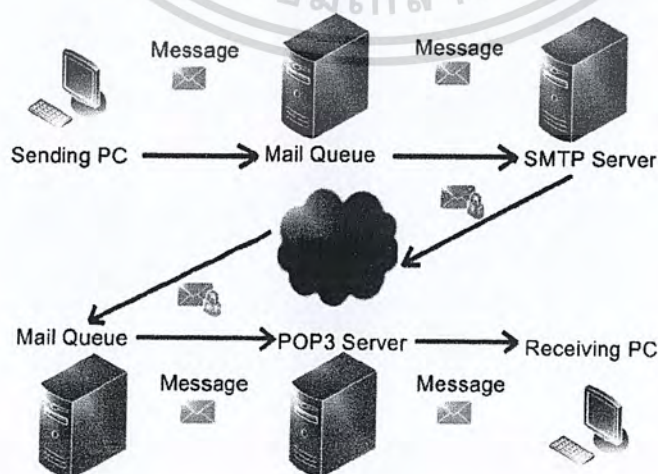 Message
Message
Sending PC
Mail Queue
SMTP Server
Mail Queue
POP3 Server
Receiving PC
Message
Message